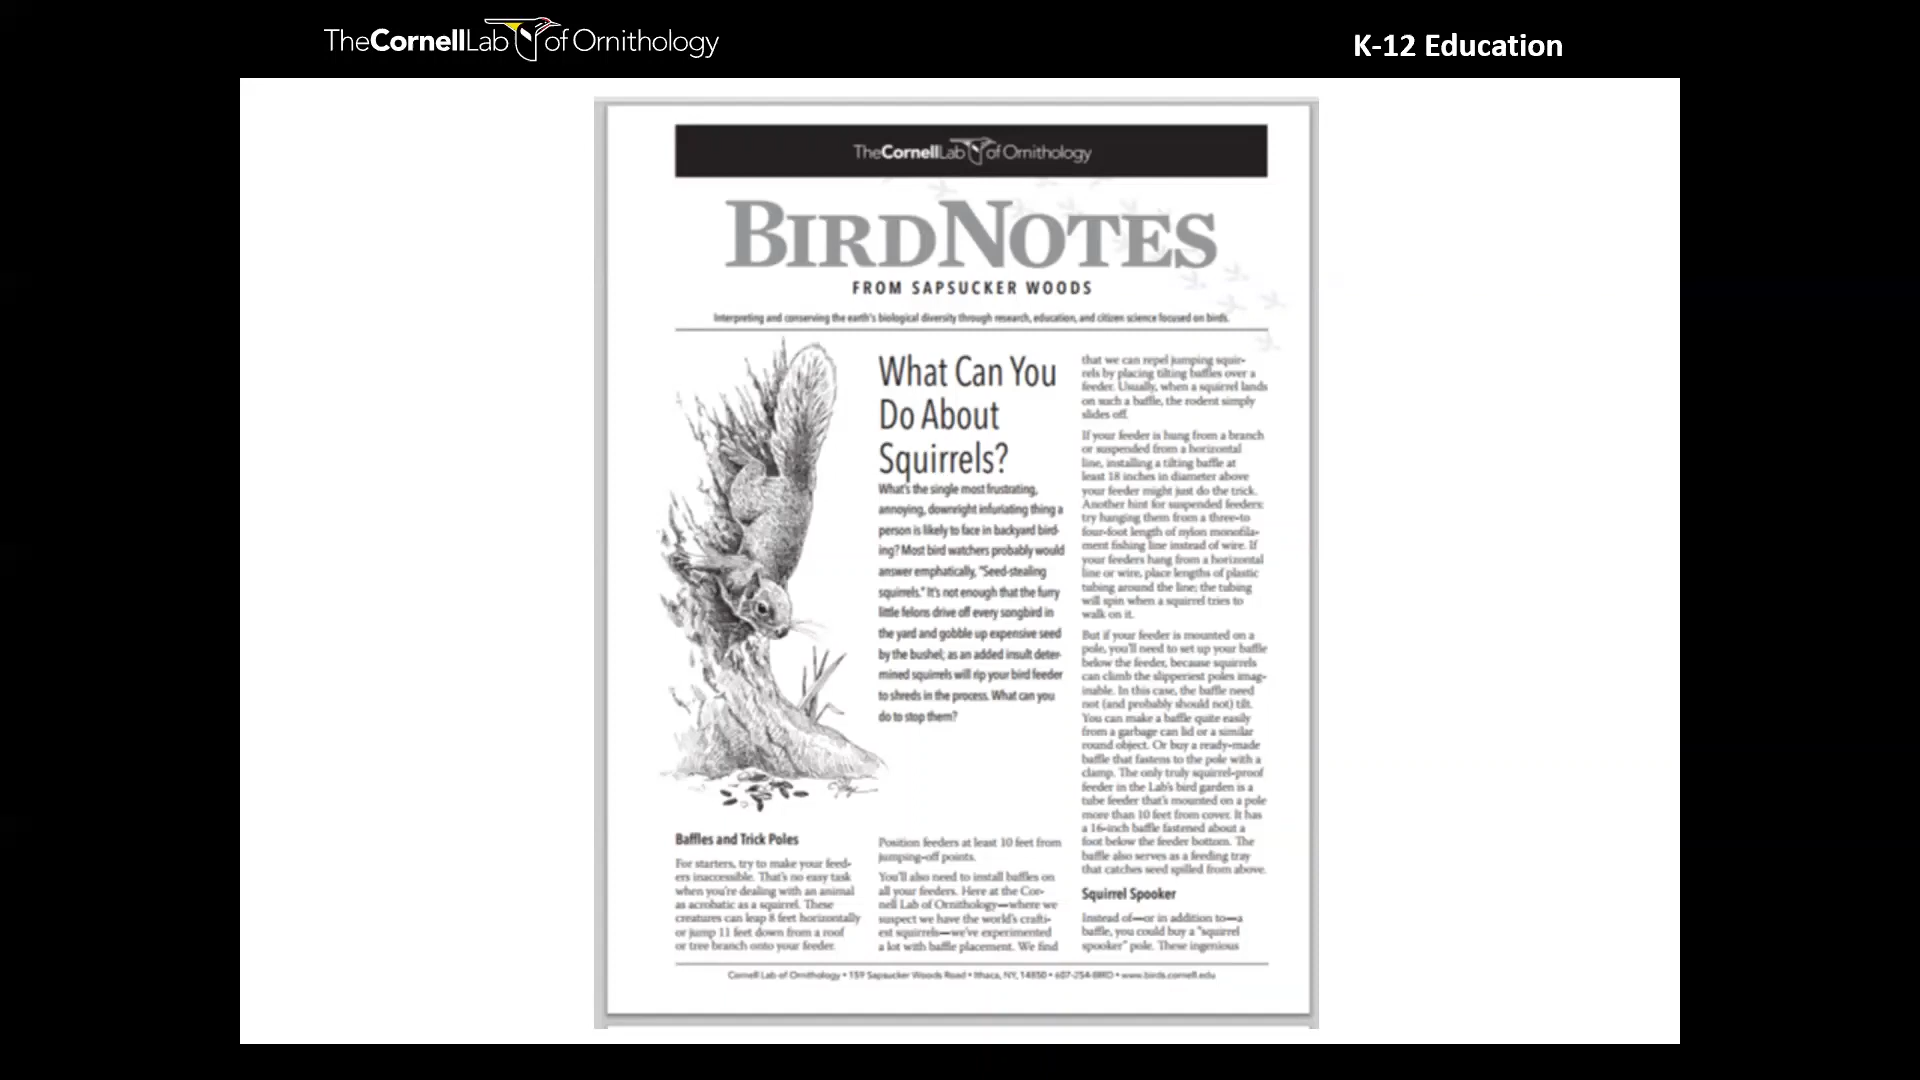 TheCornellLab of Ornithology
K-12 Education
TheCornellLab of Ornithology
BIRDNOTES
FROM SAPSUCKER WOODS
Interpreting and conserving the earth's biological diversity through research, education, and citizen science focused on birds.
What Can You
Do About
Squirrels?
What's the single most frustrating,
annoying, downright infuriating thing a
person is likely to face in backyard bird-
ing? Most bird watchers probably would
answer emphatically, "Seed-stealing
squirrels." It's not enough that the furry
little felons drive off every songbird in
the yard and gobble up expensive seed
by the bushel; as an added insult deter-
mined squirrels will rip your bird feeder
to shreds in the process. What can you
do to stop them?
Baffles and Trick Poles
For starters, try to make your feed-
ers inaccessible. That's no easy task
when you're dealing with an animal
as acrobatic as a squirrel. These
creatures can leap 8 feet horizontally
or jump 11 feet down from a roof
or tree branch onto your feeder.
Position feeders at least 10 feet from
jumping-off points.
You'll also need to install baffles on
all your feeders. Here at the Cor-
nell Lab of Ornithology—where we
suspect we have the world's crafti-
est squirrels—we've experimented
a lot with baffle placement. We find
that we can repel jumping squir-
rels by placing tilting baffles over a
feeder. Usually, when a squirrel lands
on such a baffle, the rodent simply
slides off.
If your feeder is hung from a branch
or suspended from a horizontal
line, installing a tilting baffle at
least 18 inches in diameter above
your feeder might just do the trick.
Another hint for suspended feeders:
try hanging them from a three-to
four-foot length of nylon monofila-
ment fishing line instead of wire. If
your feeders hang from a horizontal
line or wire, place lengths of plastic
tubing around the line; the tubing
will spin when a squirrel tries to
walk on it.
But if your feeder is mounted on a
pole, you'll need to set up your baffle
below the feeder, because squirrels
can climb the slipperiest poles imag-
inable. In this case, the baffle need
not (and probably should not) tilt.
You can make a baffle quite easily
from a garbage can lid or a similar
round object. Or buy a ready-made
baffle that fastens to the pole with a
clamp. The only truly squirrel-proof
feeder in the Lab's bird garden is a
tube feeder that's mounted on a pole
more than 10 feet from cover. It has
a 16-inch baffle fastened about a
foot below the feeder bottom. The
baffle also serves as a feeding tray
that catches seed spilled from above.
Squirrel Spooker
Instead of—or in addition to—a
baffle, you could buy a "squirrel
spooker" pole. These ingenious
Cornell Lab of Ornithology • 159 Sapsucker Woods Road • Ithaca, NY, 14850 • 607-254-BIRD • www.birds.cornell.edu